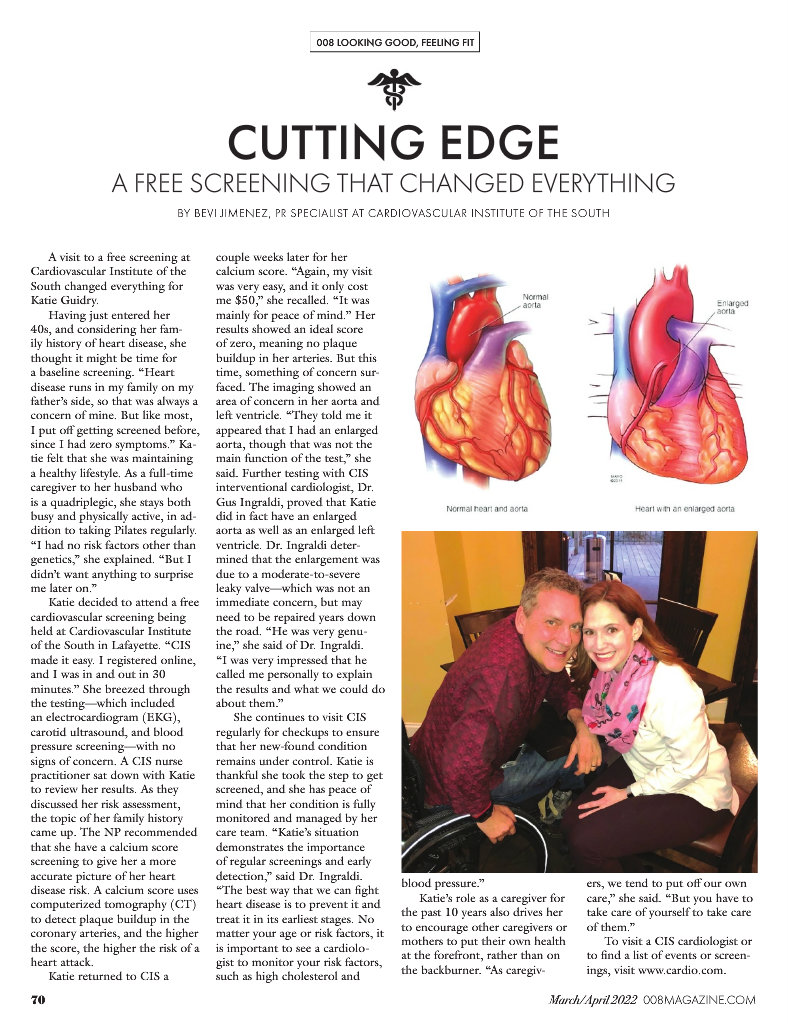 008 LOOKING GOOD, FEELING FIT
CUTTING EDGE
A FREE SCREENING THAT CHANGED EVERYTHING
BY BEVI JIMENEZ, PR SPECIALIST AT CARDIOVASCULAR INSTITUTE OF THE SOUTH
A visit to a free screening at
Cardiovascular Institute of the
South changed everything for
Katie Guidry.
Having just entered her
40s, and considering her fam-
ily history of heart disease, she
thought it might be time for
a baseline screening. “Heart
disease runs in my family on my
father’s side, so that was always a
concern of mine. But like most,
I put off getting screened before,
since I had zero symptoms.” Ka-
tie felt that she was maintaining
a healthy lifestyle. As a full-time
caregiver to her husband who
is a quadriplegic, she stays both
busy and physically active, in ad-
dition to taking Pilates regularly.
“I had no risk factors other than
genetics,” she explained. “But I
didn’t want anything to surprise
me later on.”
Katie decided to attend a free
cardiovascular screening being
held at Cardiovascular Institute
of the South in Lafayette. “CIS
made it easy. I registered online,
and I was in and out in 30
minutes.” She breezed through
the testing—which included
an electrocardiogram (EKG),
carotid ultrasound, and blood
pressure screening—with no
signs of concern. A CIS nurse
practitioner sat down with Katie
to review her results. As they
discussed her risk assessment,
the topic of her family history
came up. The NP recommended
that she have a calcium score
screening to give her a more
accurate picture of her heart
disease risk. A calcium score uses
computerized tomography (CT)
to detect plaque buildup in the
coronary arteries, and the higher
the score, the higher the risk of a
heart attack.
Katie returned to CIS a
couple weeks later for her
calcium score. “Again, my visit
was very easy, and it only cost
me $50,” she recalled. “It was
mainly for peace of mind.” Her
results showed an ideal score
of zero, meaning no plaque
buildup in her arteries. But this
time, something of concern sur-
faced. The imaging showed an
area of concern in her aorta and
left ventricle. “They told me it
appeared that I had an enlarged
aorta, though that was not the
main function of the test,” she
said. Further testing with CIS
interventional cardiologist, Dr.
Gus Ingraldi, proved that Katie
did in fact have an enlarged
aorta as well as an enlarged left
ventricle. Dr. Ingraldi deter-
mined that the enlargement was
due to a moderate-to-severe
leaky valve—which was not an
immediate concern, but may
need to be repaired years down
the road. “He was very genu-
ine,” she said of Dr. Ingraldi.
“I was very impressed that he
called me personally to explain
the results and what we could do
about them.”
She continues to visit CIS
regularly for checkups to ensure
that her new-found condition
remains under control. Katie is
thankful she took the step to get
screened, and she has peace of
mind that her condition is fully
monitored and managed by her
care team. “Katie’s situation
demonstrates the importance
of regular screenings and early
detection,” said Dr. Ingraldi.
“The best way that we can fight
heart disease is to prevent it and
treat it in its earliest stages. No
matter your age or risk factors, it
is important to see a cardiolo-
gist to monitor your risk factors,
such as high cholesterol and
Normal
aorta
Enlarged
aorta
Normal heart and aorta
Heart with an enlarged aorta
blood pressure.”
Katie’s role as a caregiver for
the past 10 years also drives her
to encourage other caregivers or
mothers to put their own health
at the forefront, rather than on
the backburner. “As caregiv-
ers, we tend to put off our own
care,” she said. “But you have to
take care of yourself to take care
of them.”
To visit a CIS cardiologist or
to find a list of events or screen-
ings, visit www.cardio.com.
70
March/April 2022 008MAGAZINE.COM